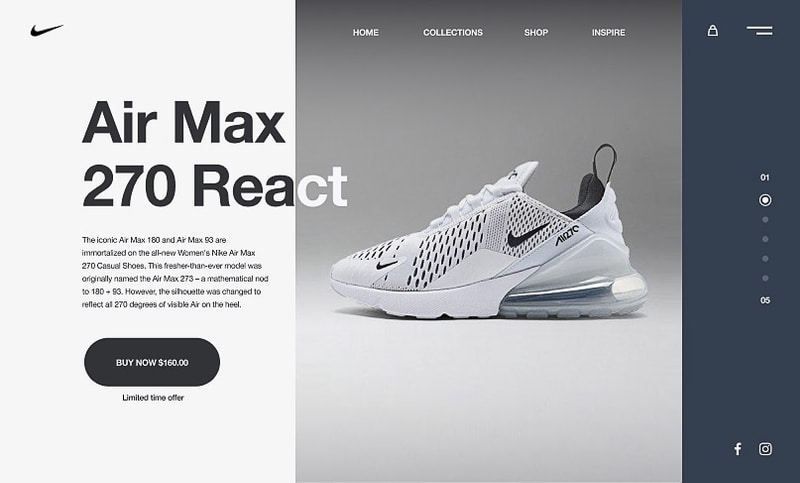 HOME COLLECTIONS SHOP INSPIRE
Air Max
270 React
The iconic Air Max 180 and Air Max 93 are
immortalized on the all-new Women's Nike Air Max
270 Casual Shoes. This fresher-than-ever model was
originally named the Air Max 273 – a mathematical nod
to 180 + 93. However, the silhouette was changed to
reflect all 270 degrees of visible Air on the heel.
BUY NOW $160.00
Limited time offer
Air270
01
05